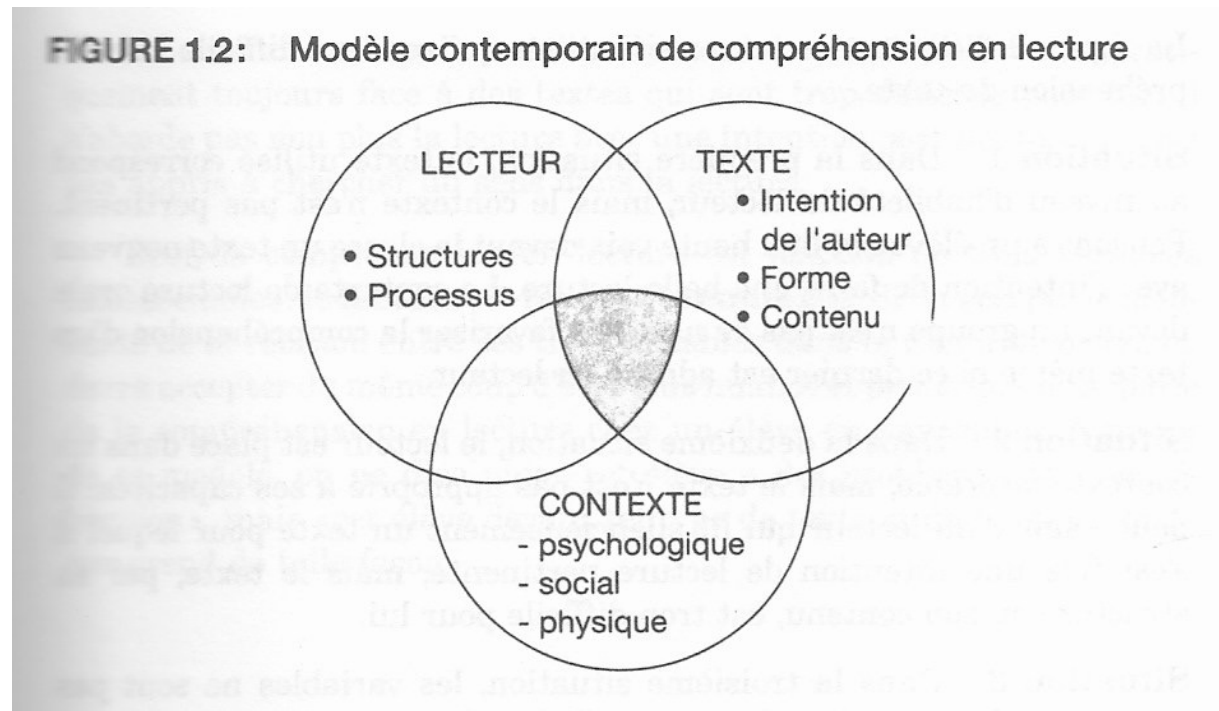 FIGURE 1.2: Modèle contemporain de compréhension en lecture
LECTEUR
• Structures
• Processus
TEXTE
• Intention
de l'auteur
• Forme
• Contenu
CONTEXTE
- psychologique
- social
- physique